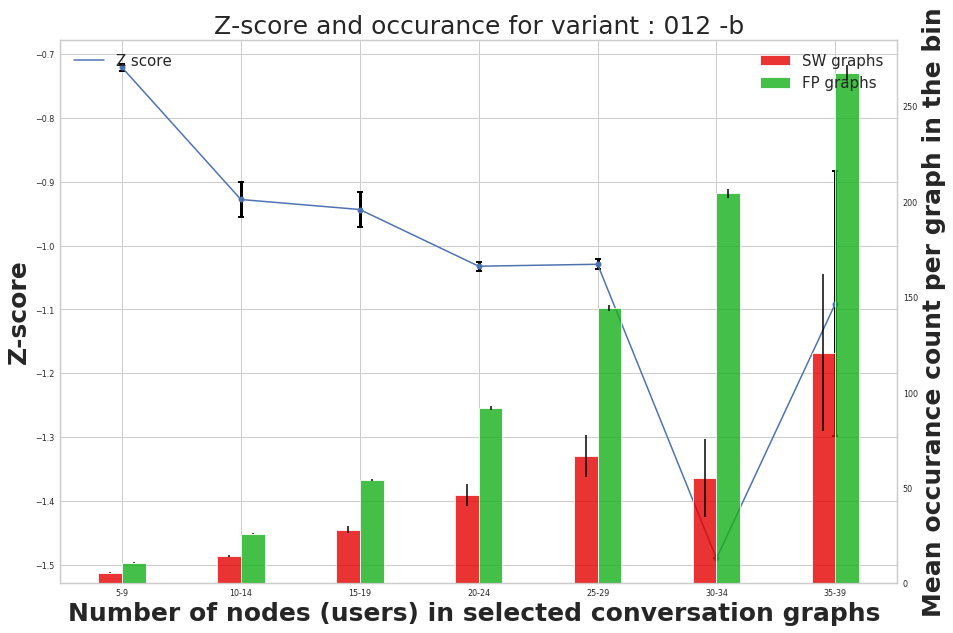 Z-score and occurance for variant : 012 -b
Z score
SW graphs
FP graphs
Z-score
−0.7
−0.8
−0.9
−1.0
−1.1
−1.2
−1.3
−1.4
−1.5
250
200
150
100
50
0
Mean occurance count per graph in the bin
5-9 10-14 15-19 20-24 25-29 30-34 35-39
Number of nodes (users) in selected conversation graphs